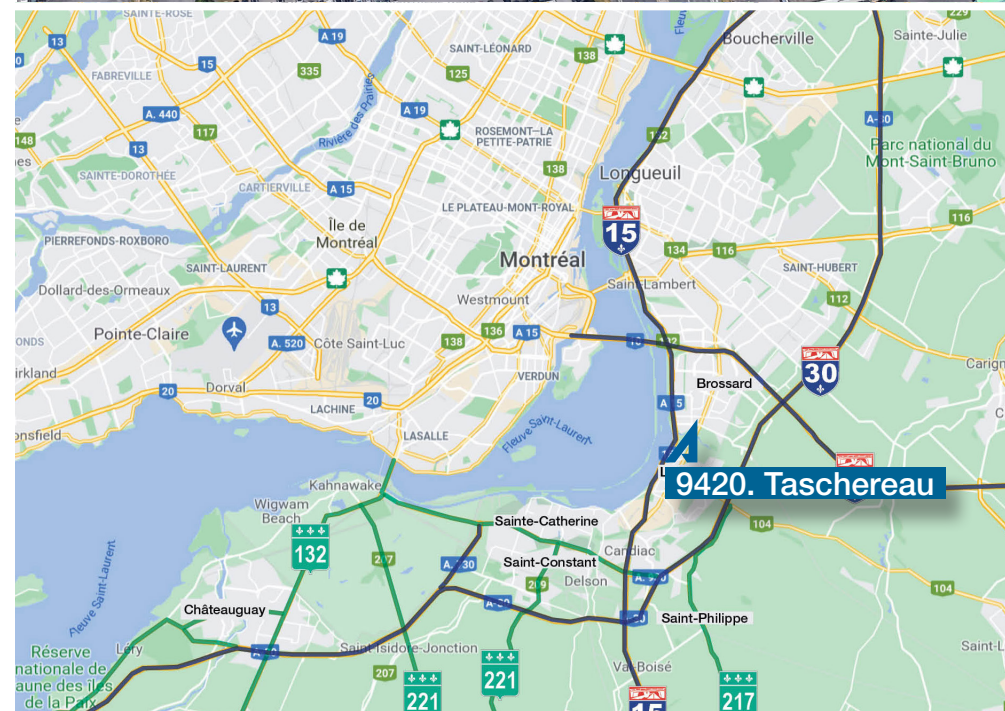 SAINTE-ROSE
229
13
A 19
138
Boucherville
Sainte-Julie
SAINT-LÉONARD
15
335
125
FABREVILLE
A. 440
117
A 19
A-30
148
13
Rivière des Prairies
ROSEMONT—LA
PETITE-PATRIE
132
Parc national du
Mont-Saint-Bruno
SAINTE-DOROTHÉE
CARTIERVILLE
A 15
138
Longueuil
LE PLATEAU-MONT-ROYAL
Île de
Montréal
15
116
PIERREFONDS-ROXBORO
SAINT-LAURENT
Montréal
134
116
SAINT-HUBERT
Dollard-des-Ormeaux
Westmount
Saint-Lambert
112
13
Pointe-Claire
A. 520
Côte Saint-Luc
138
136
A 15
10
30
Dorval
VERDUN
Brossard
20
20
LACHINE
LASALLE
Fleuve Saint-Laurent
Kahnawake
9420. Taschereau
Wigwam
Beach
Sainte-Catherine
104
132
Saint-Constant
Candiac
Delson
104
Fleuve Saint-Laurent
Châteauguay
Saint-Philippe
Léry
Saint-Isidore-Jonction
Réserve
nationale de
faune des îles
de la Paix
207
221
221
217
15